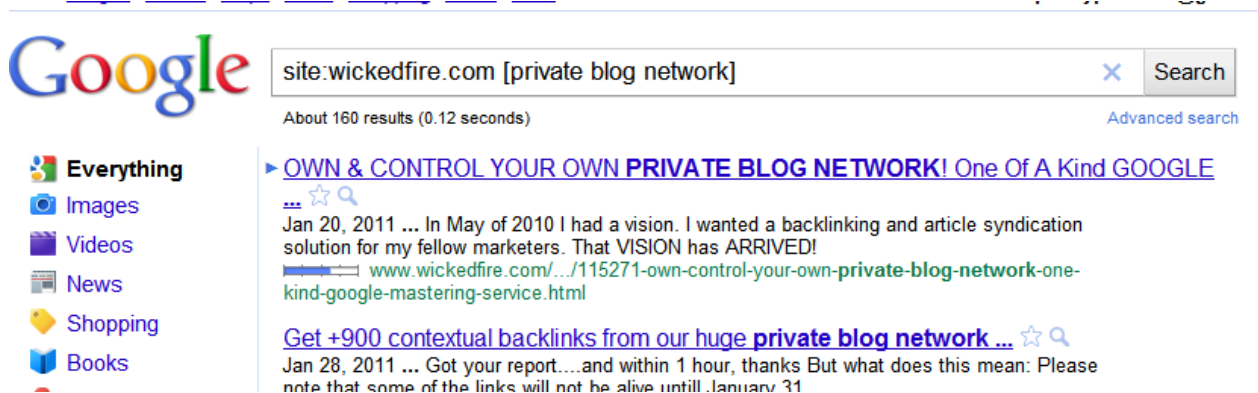 Google
site:wickedfire.com [private blog network]
× Search
About 160 results (0.12 seconds)
Advanced search
Everything
Images
Videos
News
Shopping
Books
OWN & CONTROL YOUR OWN PRIVATE BLOG NETWORK! One Of A Kind GOOGLE
...
Jan 20, 2011 ... In May of 2010 I had a vision. I wanted a backlinking and article syndication
solution for my fellow marketers. That VISION has ARRIVED!
www.wickedfire.com/.../115271-own-control-your-own-private-blog-network-one-
kind-google-mastering-service.html
Get +900 contextual backlinks from our huge private blog network ...
Jan 28, 2011 ... Got your report....and within 1 hour, thanks But what does this mean: Please
note that some of the links will not be alive untill January 31